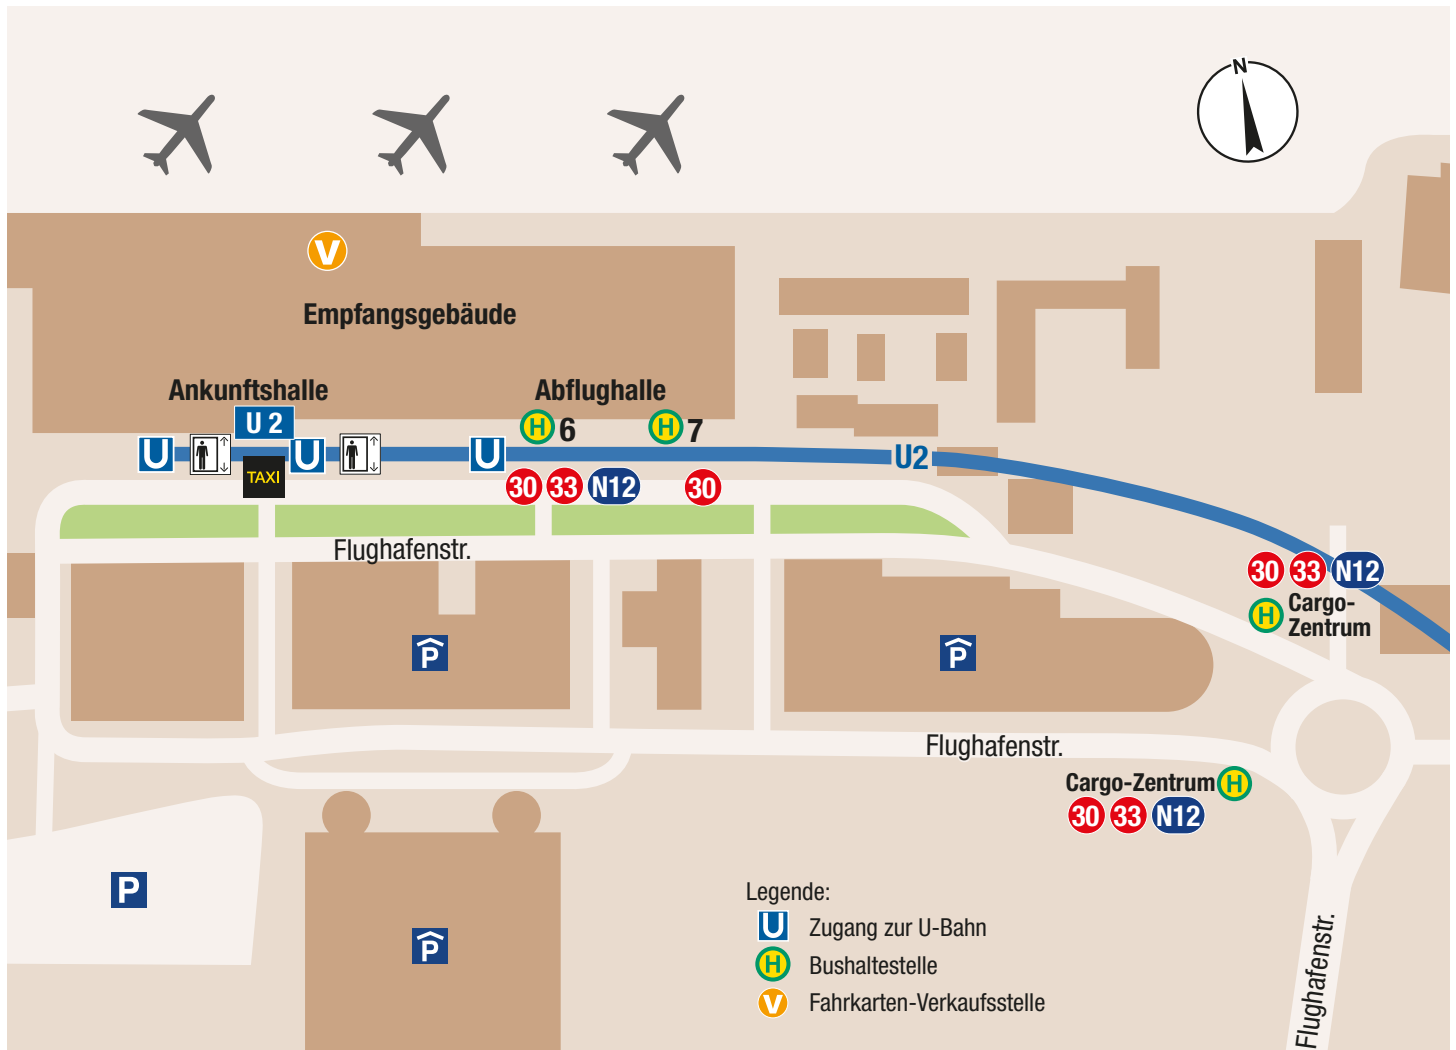 N
V
Empfangsgebäude
Ankunftshalle
Abflughalle
U 2
H 6
H 7
U
U
U
U2
TAXI
30 33 N12
30
Flughafenstr.
30 33 N12
H Cargo-
Zentrum
P
P
Flughafenstr.
Cargo-Zentrum H
30 33 N12
P
P
Legende:
U Zugang zur U-Bahn
H Bushaltestelle
V Fahrkarten-Verkaufsstelle
Flughafenstr.